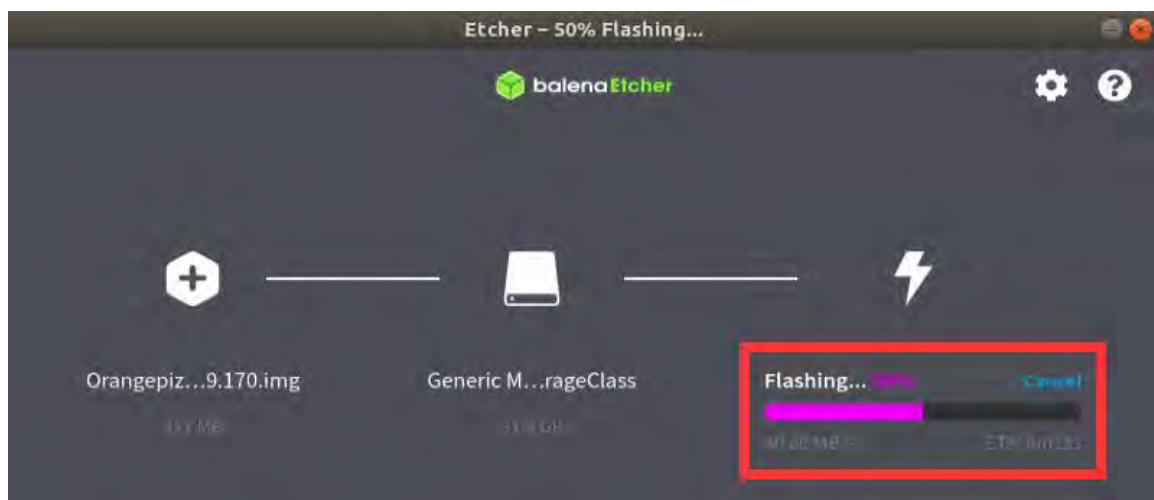 Etcher – 50% Flashing...
balenaEtcher
Orangepiz...9.170.img
Generic M...rageClass
Flashing...
Cancel